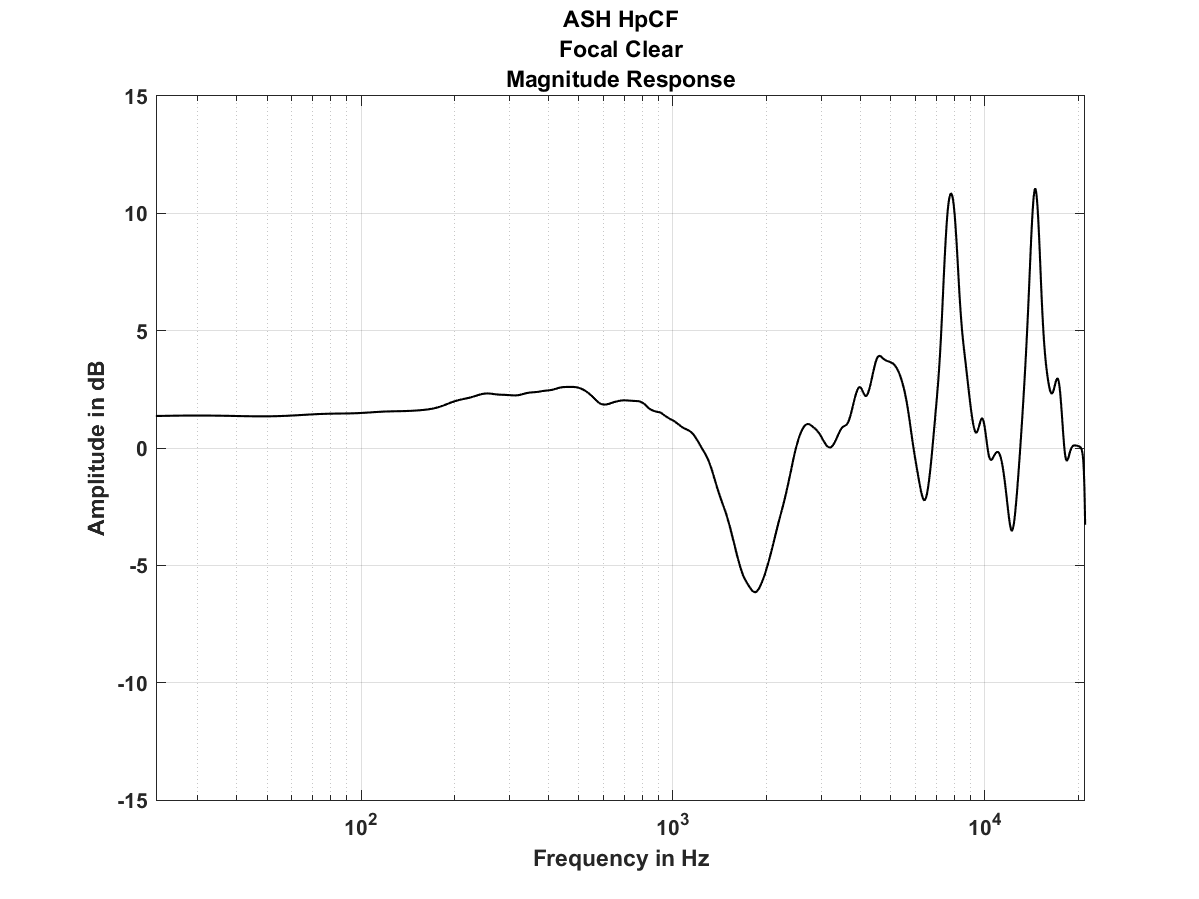 ASH HpCF
Focal Clear
Magnitude Response
15
10
5
0
-5
-10
-15
Amplitude in dB
10²
10³
10⁴
Frequency in Hz